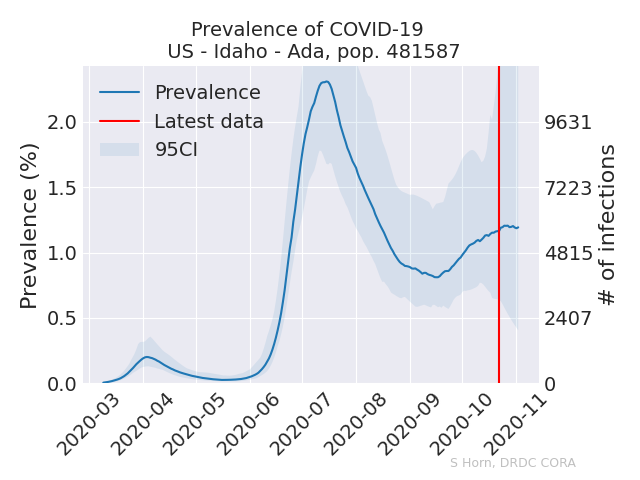 Prevalence of COVID-19
US - Idaho - Ada, pop. 481587
Prevalence
Latest data
95CI
Prevalence (%)
2.0
1.5
1.0
0.5
0.0
9631
7223
4815
2407
0
# of infections
2020-03
2020-04
2020-05
2020-06
2020-07
2020-08
2020-09
2020-10
2020-11
S Horn, DRDC CORA